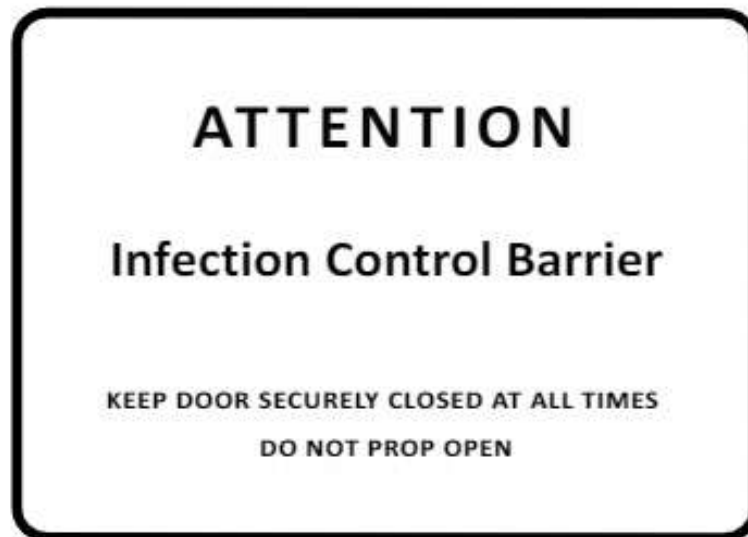 ATTENTION
Infection Control Barrier
KEEP DOOR SECURELY CLOSED AT ALL TIMES
DO NOT PROP OPEN